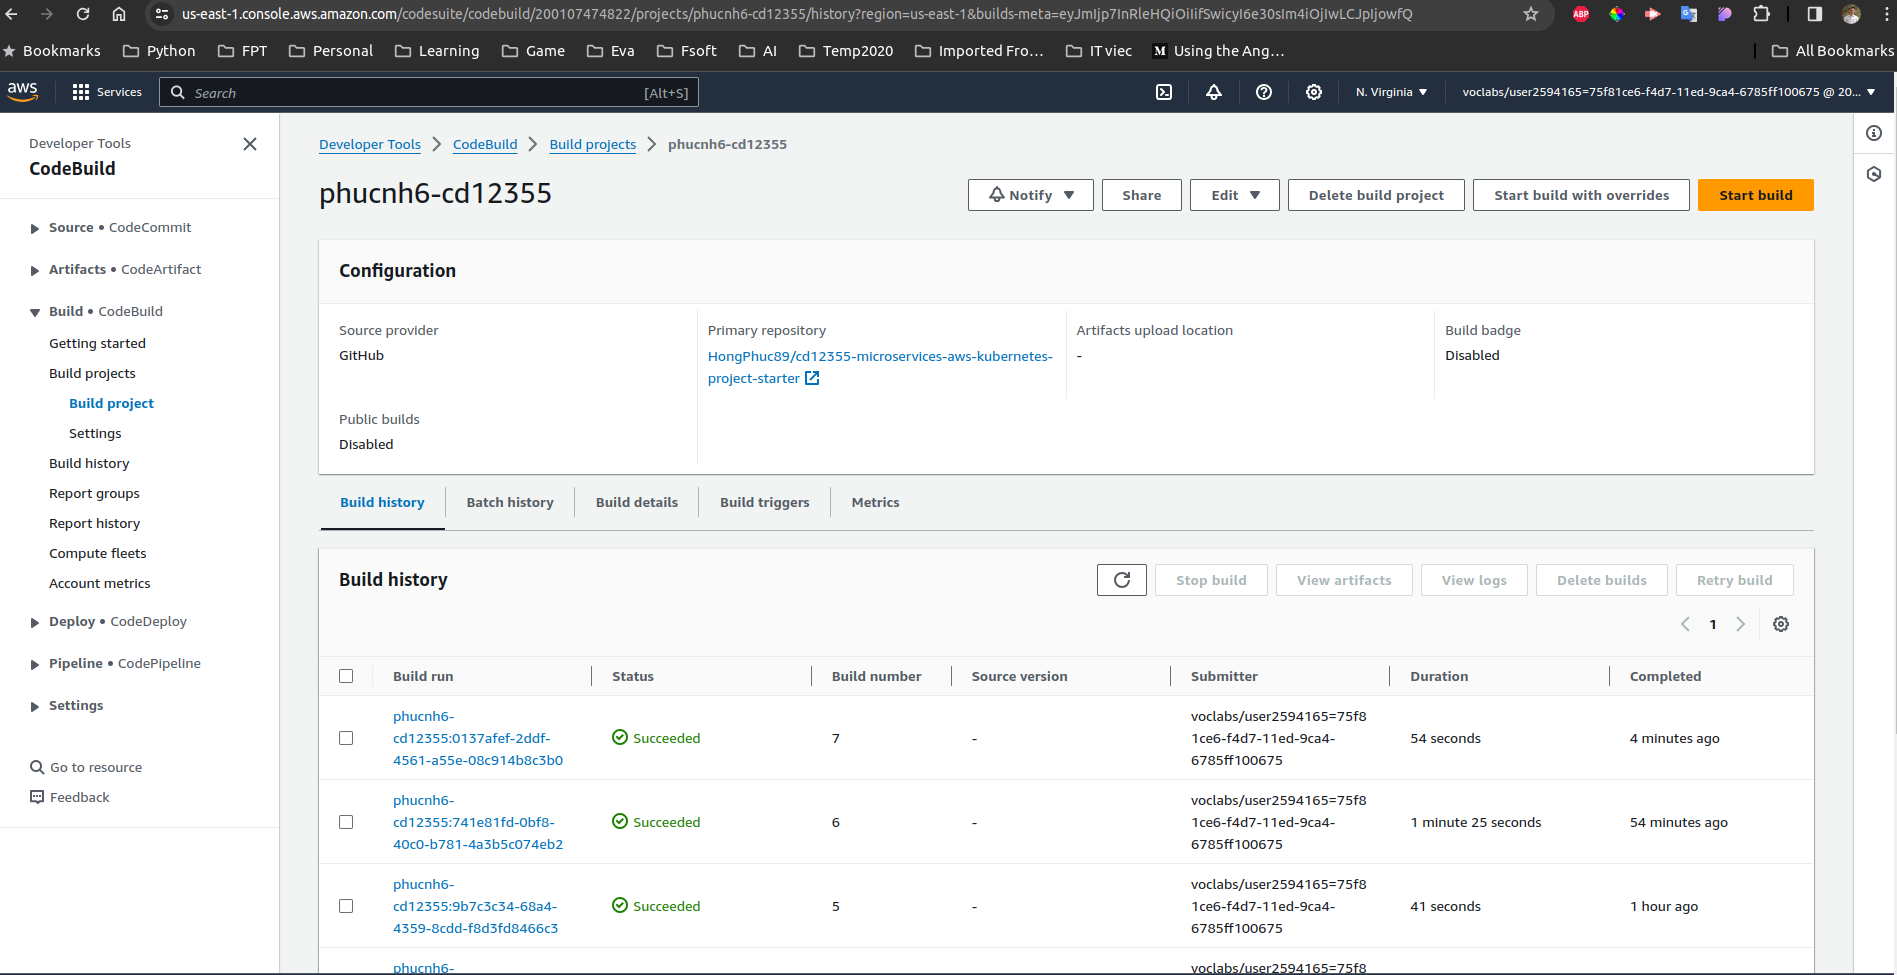 us-east-1.console.aws.amazon.com/codesuite/codebuild/200107474822/projects/phucnh6-cd12355/history?region=us-east-1&builds-meta=eyJmIjp7InRleHQiOiIifSwicyI6e30sIm4iOjIwLCJpIjowfQ
ABP
Bookmarks Python FPT Personal Learning Game Eva Fsoft AI Temp2020 Imported Fro... IT viec M Using the Ang... All Bookmarks
aws Services Search [Alt+S] N. Virginia voclabs/user2594165=75f81ce6-f4d7-11ed-9ca4-6785ff100675 @ 20...
Developer Tools
CodeBuild
Source • CodeCommit
Artifacts • CodeArtifact
Build • CodeBuild
Getting started
Build projects
Build project
Settings
Build history
Report groups
Report history
Compute fleets
Account metrics
Deploy • CodeDeploy
Pipeline • CodePipeline
Settings
Go to resource
Feedback
Developer Tools CodeBuild Build projects phucnh6-cd12355
phucnh6-cd12355
Notify Share Edit Delete build project Start build with overrides Start build
Configuration
Source provider
GitHub
Primary repository
HongPhuc89/cd12355-microservices-aws-kubernetes-
project-starter
Artifacts upload location
-
Build badge
Disabled
Public builds
Disabled
Build history Batch history Build details Build triggers Metrics
Build history
Stop build View artifacts View logs Delete builds Retry build
1
Build run Status Build number Source version Submitter Duration Completed
phucnh6-
cd12355:0137afef-2ddf-
4561-a55e-08c914b8c3b0
Succeeded
7
-
voclabs/user2594165=75f8
1ce6-f4d7-11ed-9ca4-
6785ff100675
54 seconds
4 minutes ago
phucnh6-
cd12355:741e81fd-0bf8-
40c0-b781-4a3b5c074eb2
Succeeded
6
-
voclabs/user2594165=75f8
1ce6-f4d7-11ed-9ca4-
6785ff100675
1 minute 25 seconds
54 minutes ago
phucnh6-
cd12355:9b7c3c34-68a4-
4359-8cdd-f8d3fd8466c3
Succeeded
5
-
voclabs/user2594165=75f8
1ce6-f4d7-11ed-9ca4-
6785ff100675
41 seconds
1 hour ago
phucnh6-
voclabs/user2594165=75f8